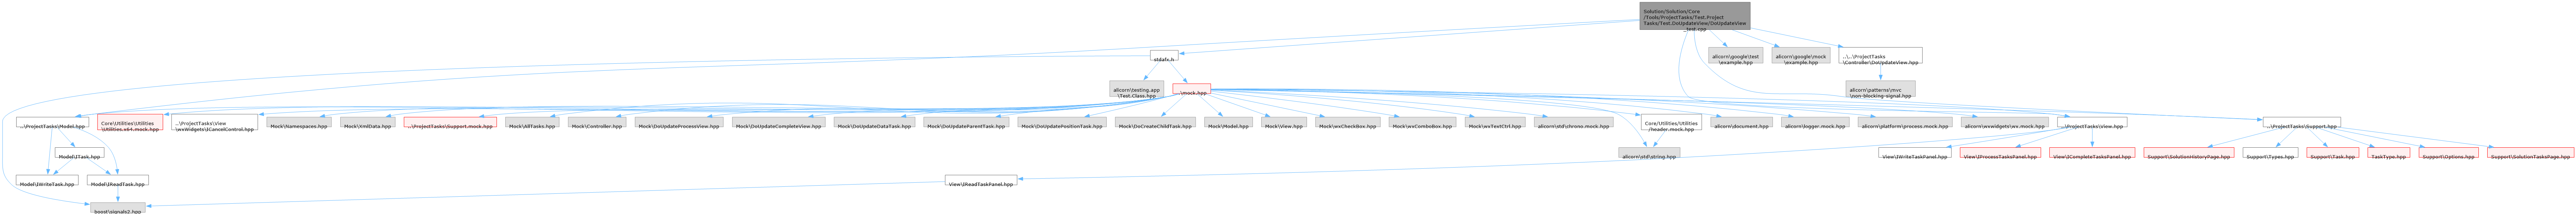 Solution/Solution/Core
/Tools/ProjectTasks/Test.Project
Tasks/Test.DoUpdateView/DoUpdateView
_test.cpp
stdafx.h
allcorn\google\test
\example.hpp
allcorn\google\mock
\example.hpp
..\..\ProjectTasks
\Controller\DoUpdateView.hpp
allcorn\testing.app
\Test.Class.hpp
.\mock.hpp
allcorn\patterns\mvc
\non-blocking-signal.hpp
..\ProjectTasks\Model.hpp
Core\Utilities\Utilities
\Utilities.x64.mock.hpp
..\ProjectTasks\View
\wxWidgets\ICancelControl.hpp
Mock\Namespaces.hpp
Mock\XmlData.hpp
..\ProjectTasks\Support.mock.hpp
Mock\AllTasks.hpp
Mock\Controller.hpp
Mock\DoUpdateProcessView.hpp
Mock\DoUpdateCompleteView.hpp
Mock\DoUpdateDataTask.hpp
Mock\DoUpdateParentTask.hpp
Mock\DoUpdatePositionTask.hpp
Mock\DoCreateChildTask.hpp
Mock\Model.hpp
Mock\View.hpp
Mock\wxCheckBox.hpp
Mock\wxComboBox.hpp
Mock\wxTextCtrl.hpp
allcorn\std\chrono.mock.hpp
Core/Utilities/Utilities
/header.mock.hpp
allcorn\document.hpp
allcorn\logger.mock.hpp
allcorn\platform\process.mock.hpp
allcorn\wxwidgets\wx.mock.hpp
..\ProjectTasks\View.hpp
..\ProjectTasks\Support.hpp
Model\ITask.hpp
allcorn\std\string.hpp
View\IWriteTaskPanel.hpp
View\IProcessTasksPanel.hpp
View\ICompleteTasksPanel.hpp
Support\SolutionHistoryPage.hpp
Support\Types.hpp
Support\Task.hpp
TaskType.hpp
Support\Options.hpp
Support\SolutionTasksPage.hpp
Model\IWriteTask.hpp
Model\IReadTask.hpp
View\IReadTaskPanel.hpp
boost\signals2.hpp